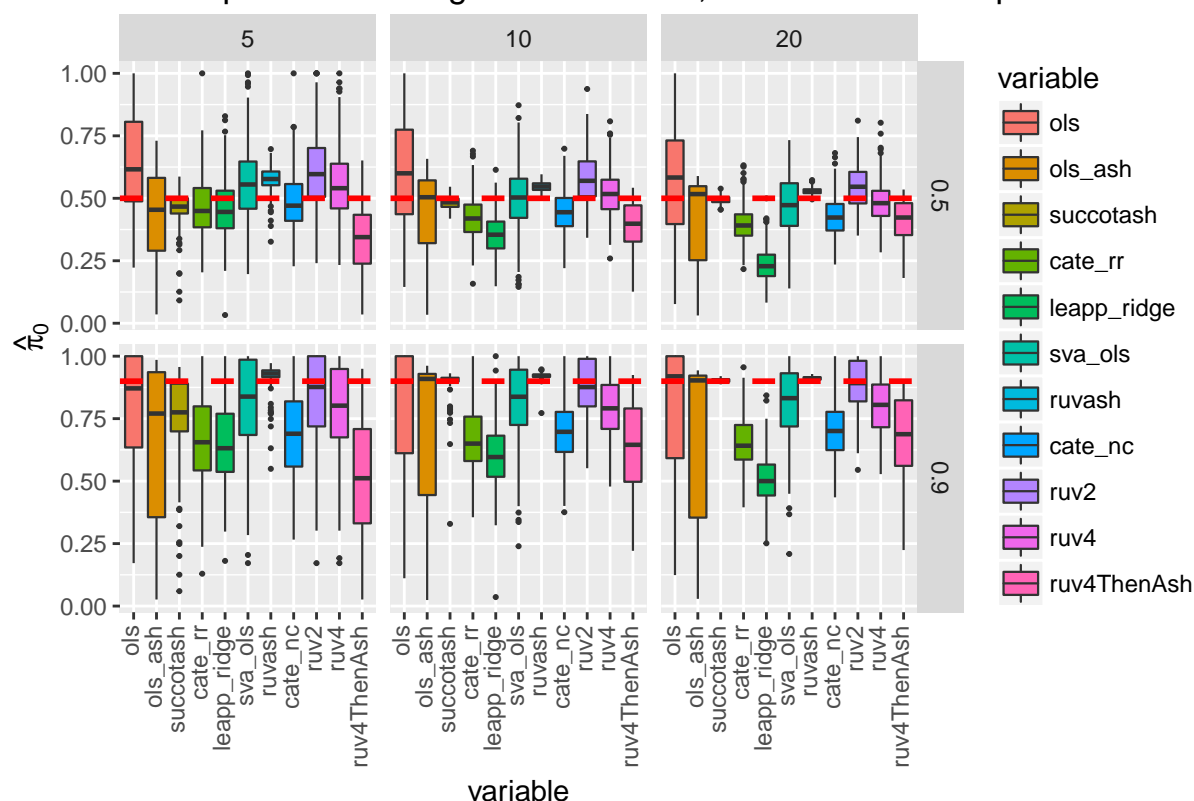 5 10 20
1.00
0.75
0.50
0.25
0.00
0.5
1.00
0.75
0.50
0.25
0.00
0.9
π̂0
ols ols_ash succotash cate_rr leapp_ridge sva_ols ruvash cate_nc ruv2 ruv4 ruv4ThenAsh
ols ols_ash succotash cate_rr leapp_ridge sva_ols ruvash cate_nc ruv2 ruv4 ruv4ThenAsh
ols ols_ash succotash cate_rr leapp_ridge sva_ols ruvash cate_nc ruv2 ruv4 ruv4ThenAsh
variable
variable
ols
ols_ash
succotash
cate_rr
leapp_ridge
sva_ols
ruvash
cate_nc
ruv2
ruv4
ruv4ThenAsh